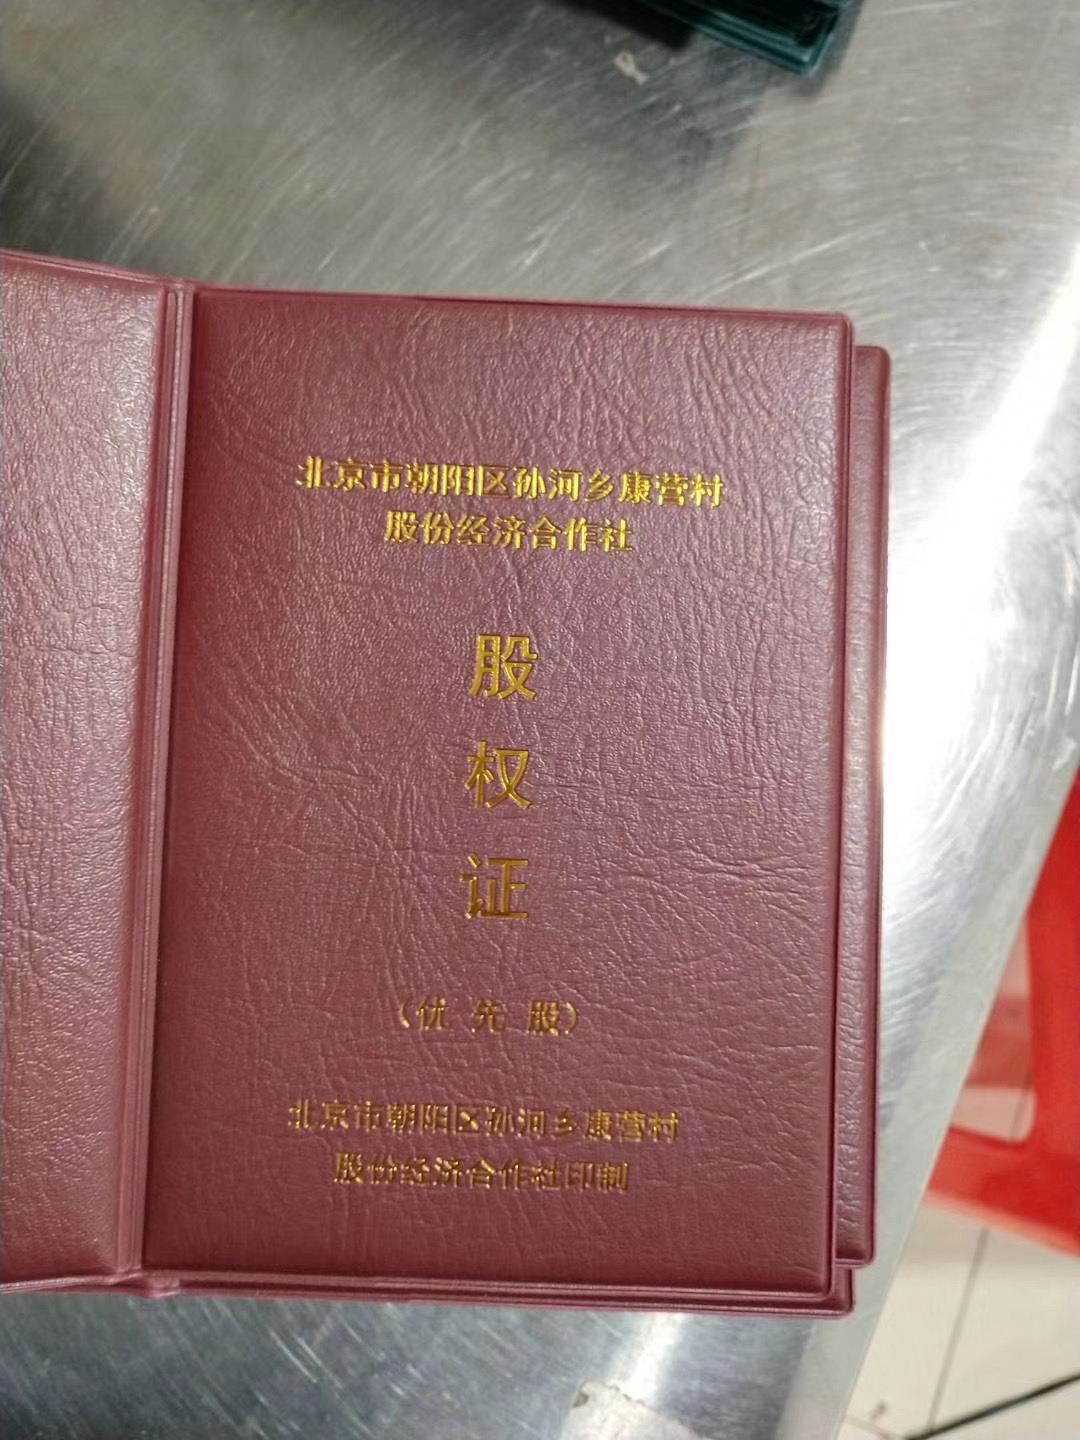 北京市朝阳区孙河乡康营村
股份经济合作社
股
权
证
(优先股)
北京市朝阳区孙河乡康营村
股份经济合作社印制